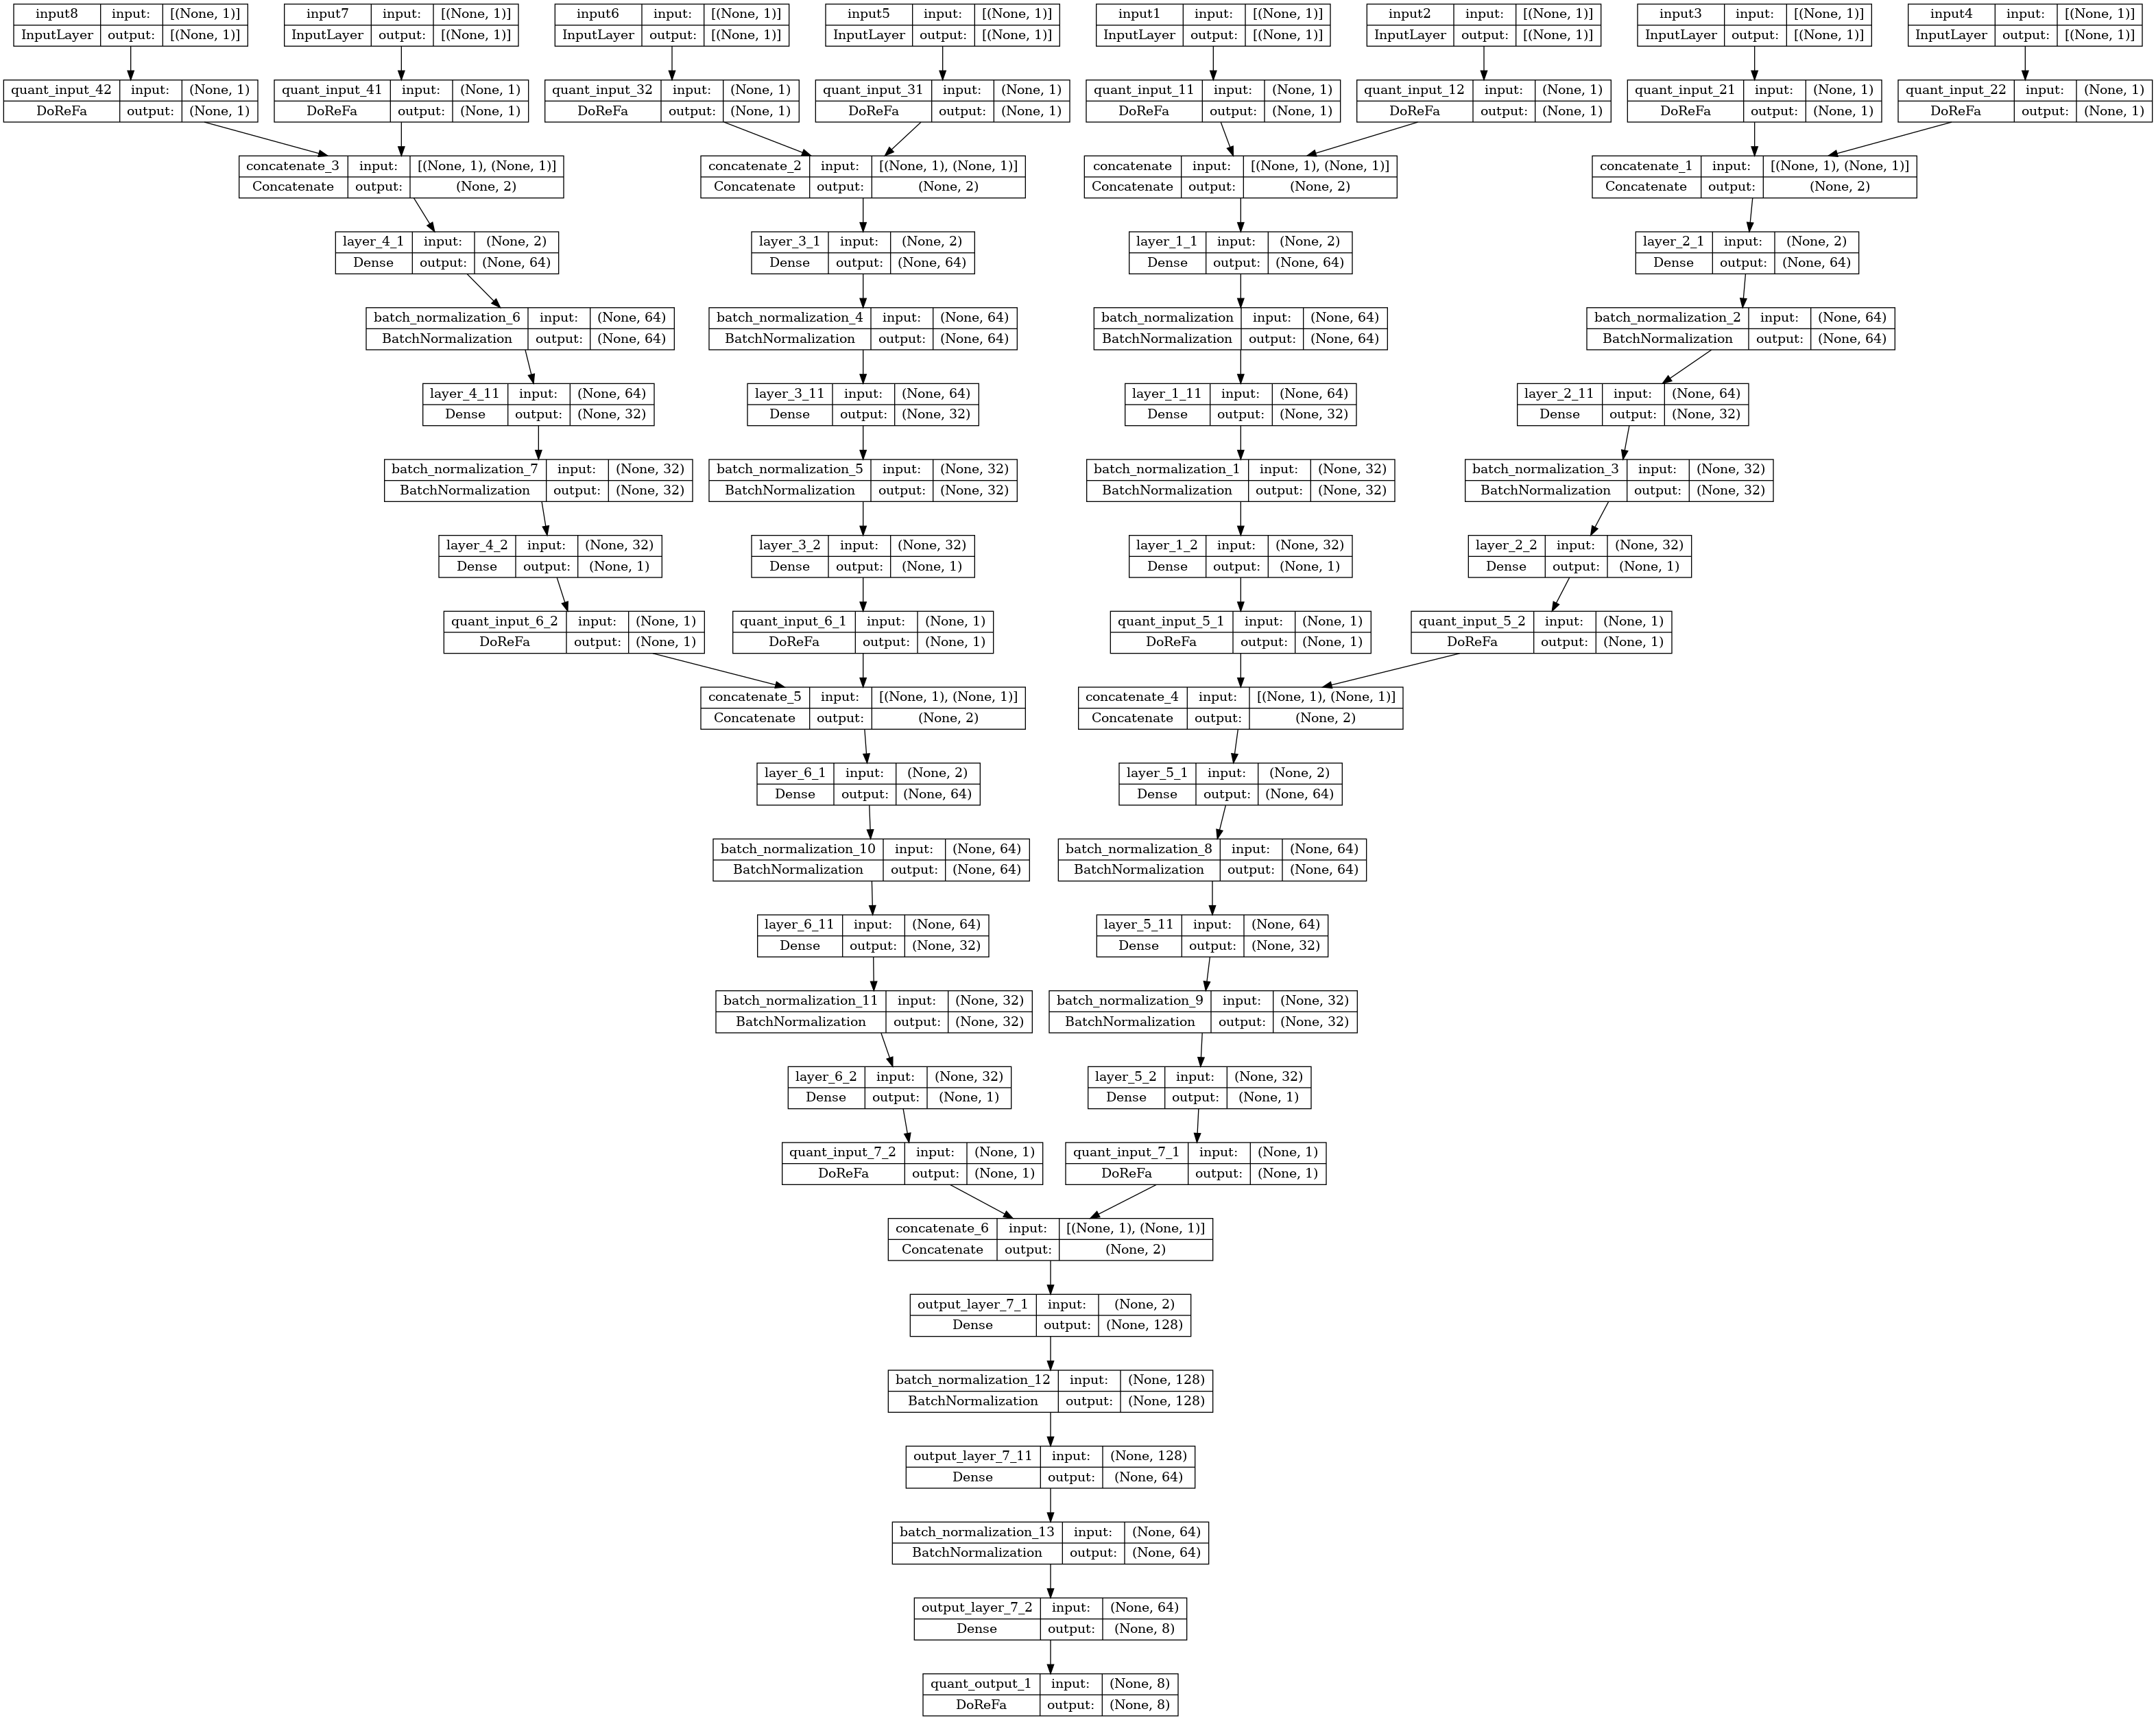 input8 input: [(None, 1)] input7 input: [(None, 1)] input6 input: [(None, 1)] input5 input: [(None, 1)] input1 input: [(None, 1)] input2 input: [(None, 1)] input3 input: [(None, 1)] input4 input: [(None, 1)]
InputLayer output: [(None, 1)] InputLayer output: [(None, 1)] InputLayer output: [(None, 1)] InputLayer output: [(None, 1)] InputLayer output: [(None, 1)] InputLayer output: [(None, 1)] InputLayer output: [(None, 1)] InputLayer output: [(None, 1)]
quant_input_42 input: (None, 1) quant_input_41 input: (None, 1) quant_input_32 input: (None, 1) quant_input_31 input: (None, 1) quant_input_11 input: (None, 1) quant_input_12 input: (None, 1) quant_input_21 input: (None, 1) quant_input_22 input: (None, 1)
DoReFa output: (None, 1) DoReFa output: (None, 1) DoReFa output: (None, 1) DoReFa output: (None, 1) DoReFa output: (None, 1) DoReFa output: (None, 1) DoReFa output: (None, 1) DoReFa output: (None, 1)
concatenate_3 input: [(None, 1), (None, 1)] concatenate_2 input: [(None, 1), (None, 1)] concatenate input: [(None, 1), (None, 1)] concatenate_1 input: [(None, 1), (None, 1)]
Concatenate output: (None, 2) Concatenate output: (None, 2) Concatenate output: (None, 2) Concatenate output: (None, 2)
layer_4_1 input: (None, 2) layer_3_1 input: (None, 2) layer_1_1 input: (None, 2) layer_2_1 input: (None, 2)
Dense output: (None, 64) Dense output: (None, 64) Dense output: (None, 64) Dense output: (None, 64)
batch_normalization_6 input: (None, 64) batch_normalization_4 input: (None, 64) batch_normalization input: (None, 64) batch_normalization_2 input: (None, 64)
BatchNormalization output: (None, 64) BatchNormalization output: (None, 64) BatchNormalization output: (None, 64) BatchNormalization output: (None, 64)
layer_4_11 input: (None, 64) layer_3_11 input: (None, 64) layer_1_11 input: (None, 64) layer_2_11 input: (None, 64)
Dense output: (None, 32) Dense output: (None, 32) Dense output: (None, 32) Dense output: (None, 32)
batch_normalization_7 input: (None, 32) batch_normalization_5 input: (None, 32) batch_normalization_1 input: (None, 32) batch_normalization_3 input: (None, 32)
BatchNormalization output: (None, 32) BatchNormalization output: (None, 32) BatchNormalization output: (None, 32) BatchNormalization output: (None, 32)
layer_4_2 input: (None, 32) layer_3_2 input: (None, 32) layer_1_2 input: (None, 32) layer_2_2 input: (None, 32)
Dense output: (None, 1) Dense output: (None, 1) Dense output: (None, 1) Dense output: (None, 1)
quant_input_6_2 input: (None, 1) quant_input_6_1 input: (None, 1) quant_input_5_1 input: (None, 1) quant_input_5_2 input: (None, 1)
DoReFa output: (None, 1) DoReFa output: (None, 1) DoReFa output: (None, 1) DoReFa output: (None, 1)
concatenate_5 input: [(None, 1), (None, 1)] concatenate_4 input: [(None, 1), (None, 1)]
Concatenate output: (None, 2) Concatenate output: (None, 2)
layer_6_1 input: (None, 2) layer_5_1 input: (None, 2)
Dense output: (None, 64) Dense output: (None, 64)
batch_normalization_10 input: (None, 64) batch_normalization_8 input: (None, 64)
BatchNormalization output: (None, 64) BatchNormalization output: (None, 64)
layer_6_11 input: (None, 64) layer_5_11 input: (None, 64)
Dense output: (None, 32) Dense output: (None, 32)
batch_normalization_11 input: (None, 32) batch_normalization_9 input: (None, 32)
BatchNormalization output: (None, 32) BatchNormalization output: (None, 32)
layer_6_2 input: (None, 32) layer_5_2 input: (None, 32)
Dense output: (None, 1) Dense output: (None, 1)
quant_input_7_2 input: (None, 1) quant_input_7_1 input: (None, 1)
DoReFa output: (None, 1) DoReFa output: (None, 1)
concatenate_6 input: [(None, 1), (None, 1)]
Concatenate output: (None, 2)
output_layer_7_1 input: (None, 2)
Dense output: (None, 128)
batch_normalization_12 input: (None, 128)
BatchNormalization output: (None, 128)
output_layer_7_11 input: (None, 128)
Dense output: (None, 64)
batch_normalization_13 input: (None, 64)
BatchNormalization output: (None, 64)
output_layer_7_2 input: (None, 64)
Dense output: (None, 8)
quant_output_1 input: (None, 8)
DoReFa output: (None, 8)